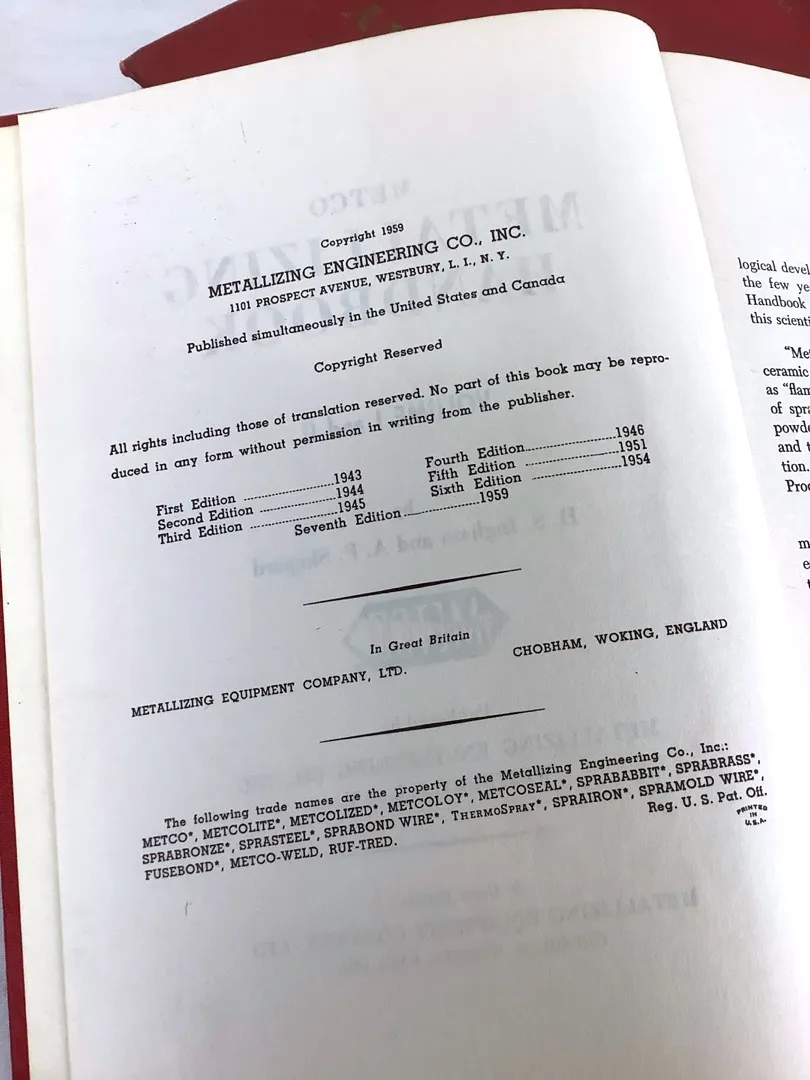 Copyright 1959
METALLIZING ENGINEERING CO., INC.
1101 PROSPECT AVENUE, WESTBURY, L. I., N. Y.
Published simultaneously in the United States and Canada
Copyright Reserved
All rights including those of translation reserved. No part of this book may be repro-
duced in any form without permission in writing from the publisher.
First Edition ........................1943
Second Edition ....................1944
Third Edition .......................1945
Fourth Edition........................1946
Fifth Edition .........................1951
Sixth Edition .........................1954
Seventh Edition.....................1959
In Great Britain
METALLIZING EQUIPMENT COMPANY, LTD. CHOBHAM, WOKING, ENGLAND
The following trade names are the property of the Metallizing Engineering Co., Inc.:
METCO*, METCOLITE*, METCOLIZED*, METCOLOY*, METCOSEAL*, SPRABABBIT*, SPRABRASS*,
SPRABRONZE*, SPRASTEEL*, SPRABOND WIRE*, THERMOSPRAY*, SPRAIRON*, SPRAMOLD WIRE*,
FUSEBOND*, METCO-WELD, RUF-TRED. Reg. U. S. Pat. Off.
PRINTED
IN
U.S.A.
logical devel
the few ye
Handbook
this scienti
"Met
ceramic
as "flam
of spra
powde
and t
tion.
Proc
m
e